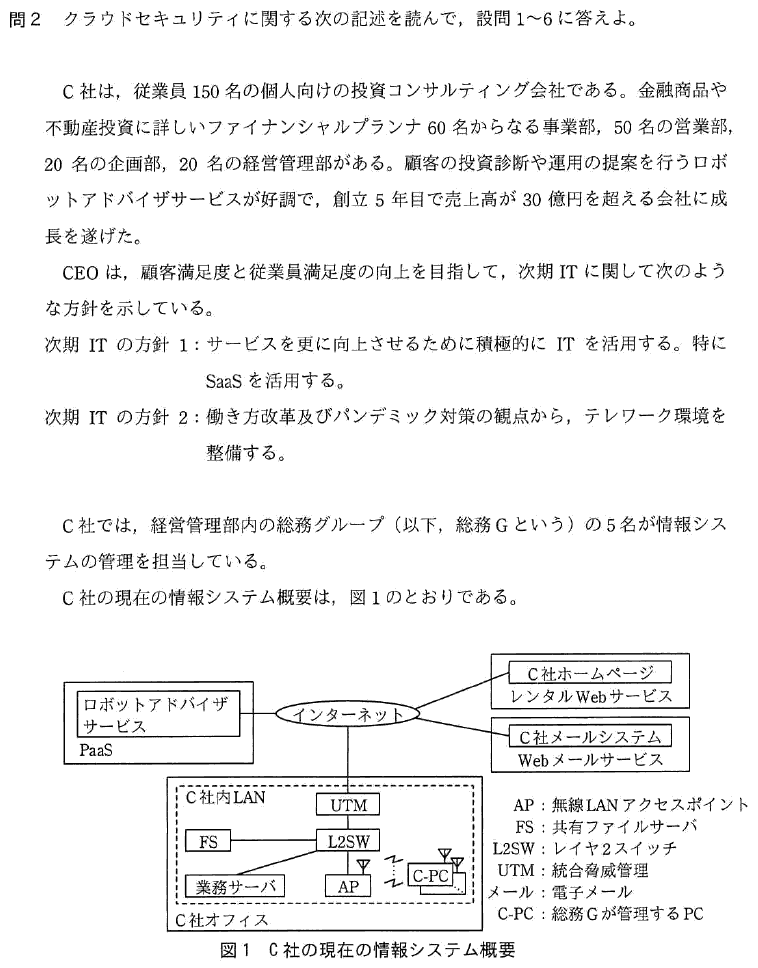 問2 クラウドセキュリティに関する次の記述を読んで，設問1～6に答えよ。
C社は，従業員150名の個人向けの投資コンサルティング会社である。金融商品や
不動産投資に詳しいファイナンシャルプランナ60名からなる事業部，50名の営業部，
20名の企画部，20名の経営管理部がある。顧客の投資診断や運用の提案を行うロボ
ットアドバイザサービスが好調で，創立5年目で売上高が30億円を超える会社に成
長を遂げた。
CEOは，顧客満足度と従業員満足度の向上を目指して，次期ITに関して次のよう
な方針を示している。
次期ITの方針1：サービスを更に向上させるために積極的にITを活用する。特に
SaaSを活用する。
次期ITの方針2：働き方改革及びパンデミック対策の観点から，テレワーク環境を
整備する。
C社では，経営管理部内の総務グループ（以下，総務Gという）の5名が情報シス
テムの管理を担当している。
C社の現在の情報システム概要は，図1のとおりである。
ロボットアドバイザ
サービス
PaaS
インターネット
C社ホームページ
レンタルWebサービス
C社メールシステム
Webメールサービス
C社内LAN
UTM
FS
L2SW
業務サーバ
AP
C-PC
C社オフィス
AP：無線LANアクセスポイント
FS：共有ファイルサーバ
L2SW：レイヤ2スイッチ
UTM：統合脅威管理
メール：電子メール
C-PC：総務Gが管理するPC
図1 C社の現在の情報システム概要